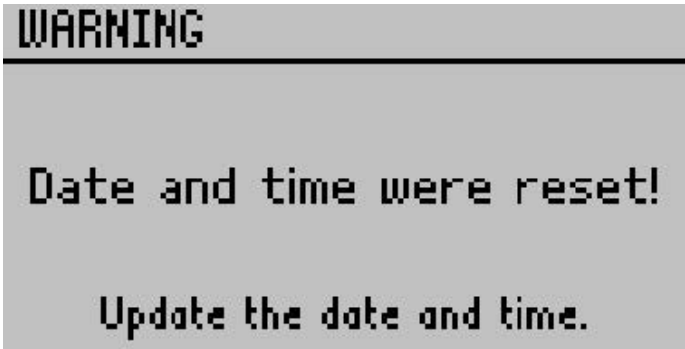 WARNING
Date and time were reset!
Update the date and time.